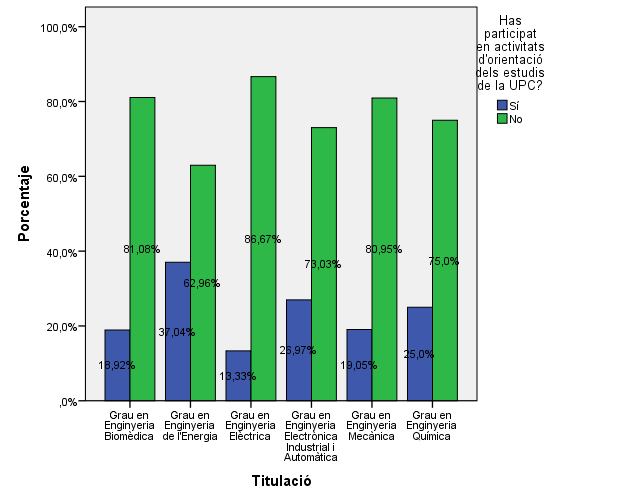 Has
participat
en activitats
d'orientació
dels estudis
de la UPC?
Sí
No
Porcentaje
100,0%
80,0%
60,0%
40,0%
20,0%
,0%
18,92%
81,08%
37,04%
62,96%
13,33%
86,67%
26,97%
73,03%
19,05%
80,95%
25,0%
75,0%
Grau en
Enginyeria
Biomèdica
Grau en
Enginyeria
de l'Energia
Grau en
Enginyeria
Elèctrica
Grau en
Enginyeria
Electrònica
Industrial i
Automàtica
Grau en
Enginyeria
Mecànica
Grau en
Enginyeria
Química
Titulació